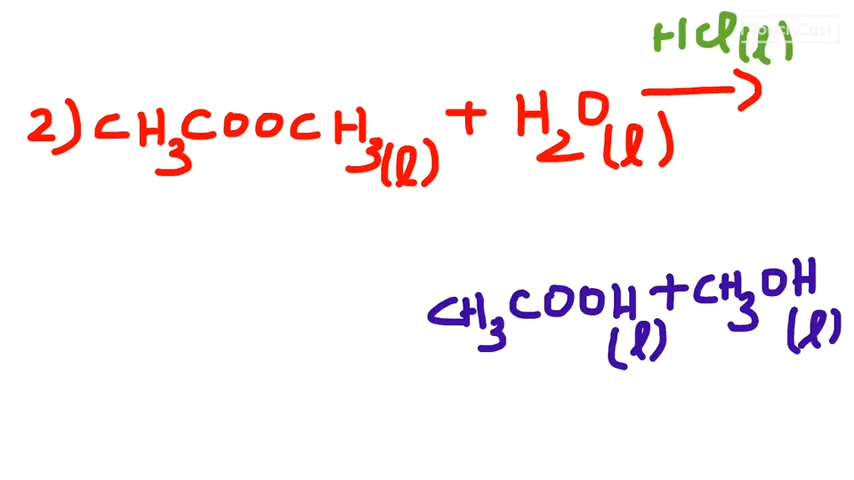 HCl(l)
2) CH3COOCH3(l) + H2O(l) →
CH3COOH(l) + CH3OH(l)